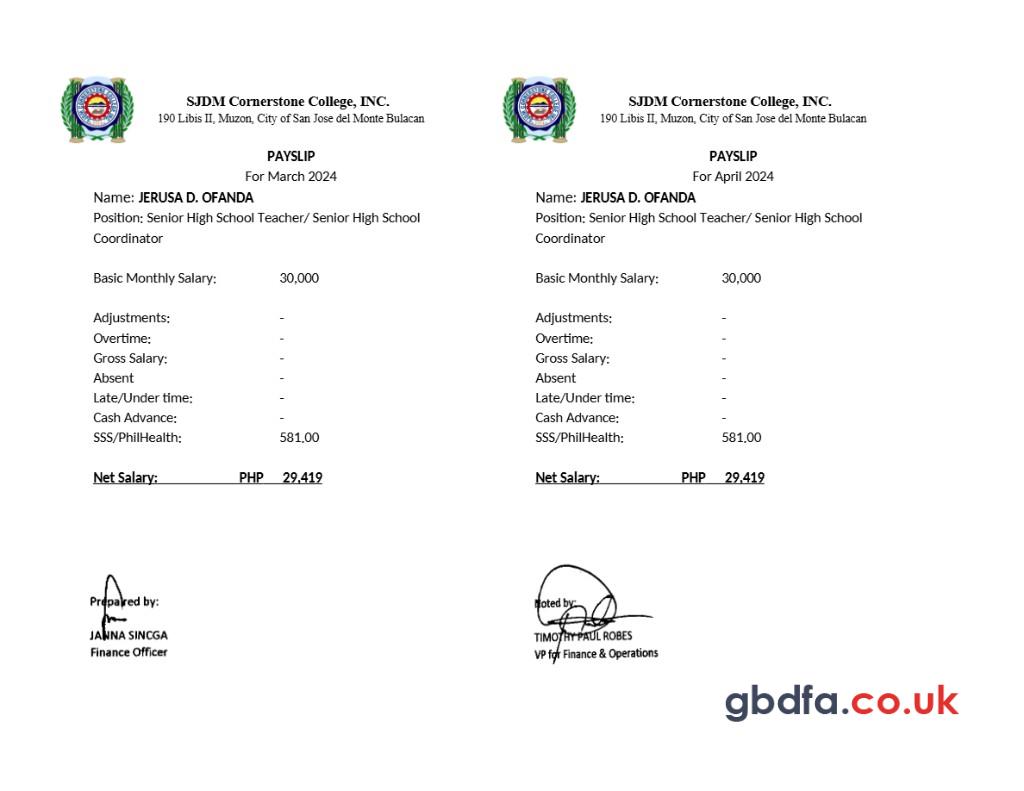 SJDM Cornerstone College, INC.
190 Libis II, Muzon, City of San Jose del Monte Bulacan
PAYSLIP
For March 2024
Name: JERUSA D. OFANDA
Position: Senior High School Teacher/ Senior High School
Coordinator
Basic Monthly Salary: 30,000
Adjustments: -
Overtime: -
Gross Salary: -
Absent -
Late/Under time: -
Cash Advance: -
SSS/PhilHealth: 581.00
Net Salary: PHP 29,419
Prepared by:
JANNA SINCGA
Finance Officer
SJDM Cornerstone College, INC.
190 Libis II, Muzon, City of San Jose del Monte Bulacan
PAYSLIP
For April 2024
Name: JERUSA D. OFANDA
Position: Senior High School Teacher/ Senior High School
Coordinator
Basic Monthly Salary: 30,000
Adjustments: -
Overtime: -
Gross Salary: -
Absent -
Late/Under time: -
Cash Advance: -
SSS/PhilHealth: 581.00
Net Salary: PHP 29,419
Noted by:
TIMOTHY PAUL ROBES
VP for Finance & Operations
gbdfa.co.uk